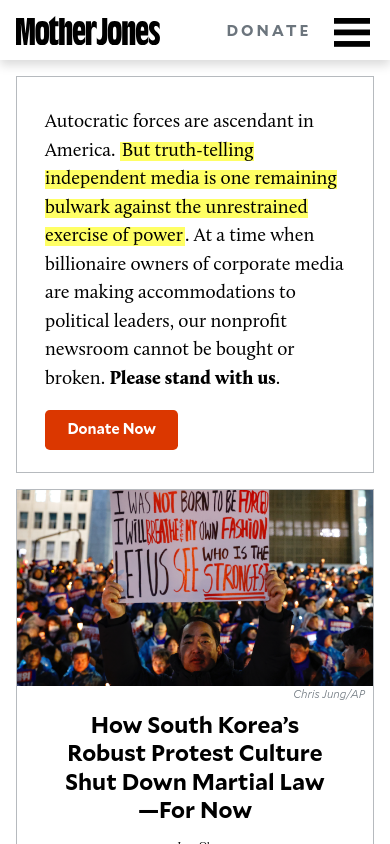 Mother Jones
DONATE
Autocratic forces are ascendant in
America. But truth-telling
independent media is one remaining
bulwark against the unrestrained
exercise of power. At a time when
billionaire owners of corporate media
are making accommodations to
political leaders, our nonprofit
newsroom cannot be bought or
broken. Please stand with us.
Donate Now
I WAS NOT BORN TO BE FORCED
I WILL BREATHE MY OWN FASHION
LET US SEE WHO IS THE
STRONGEST
Chris Jung/AP
How South Korea's
Robust Protest Culture
Shut Down Martial Law
—For Now